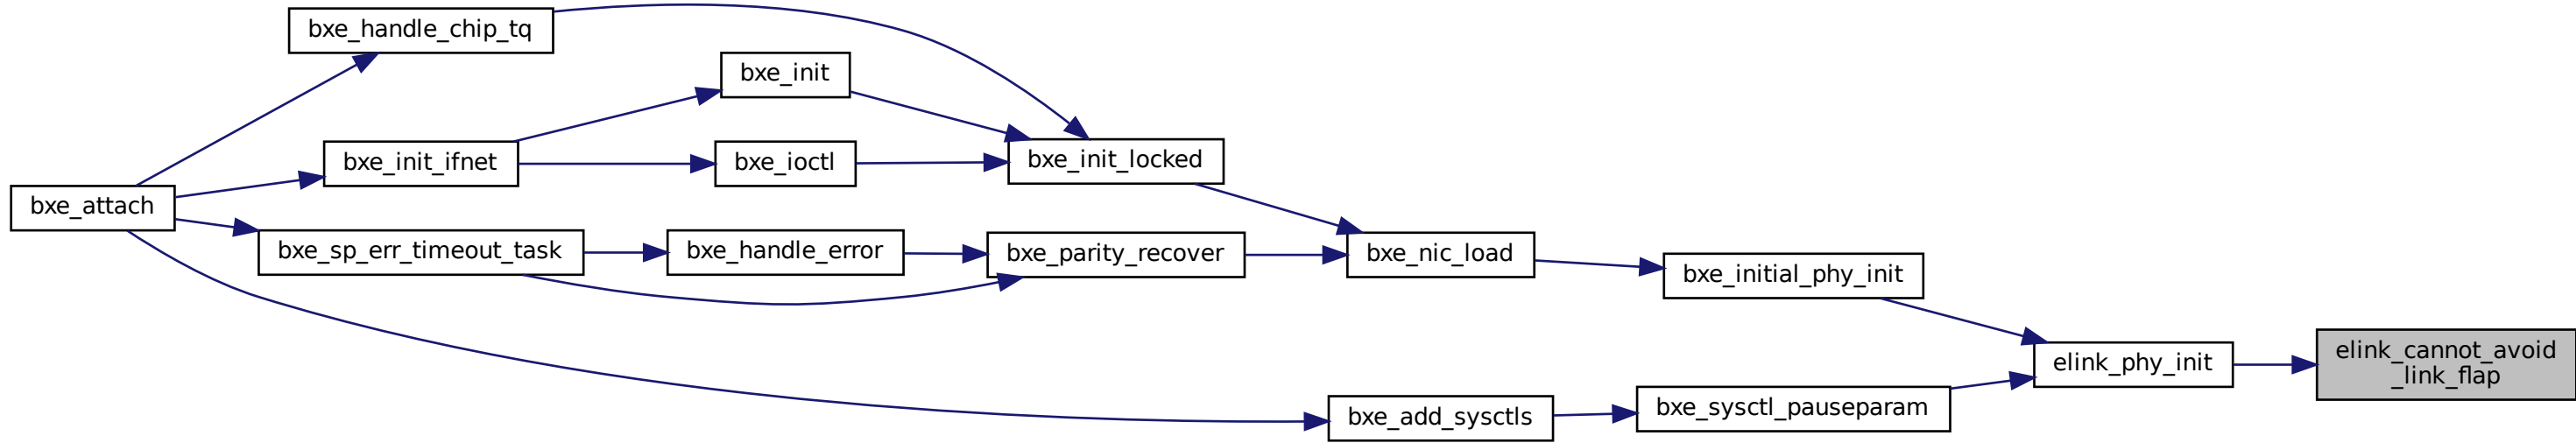 bxe_handle_chip_tq
bxe_init
bxe_init_ifnet
bxe_ioctl
bxe_init_locked
bxe_attach
bxe_sp_err_timeout_task
bxe_handle_error
bxe_parity_recover
bxe_nic_load
bxe_initial_phy_init
elink_phy_init
elink_cannot_avoid
_link_flap
bxe_add_sysctls
bxe_sysctl_pauseparam